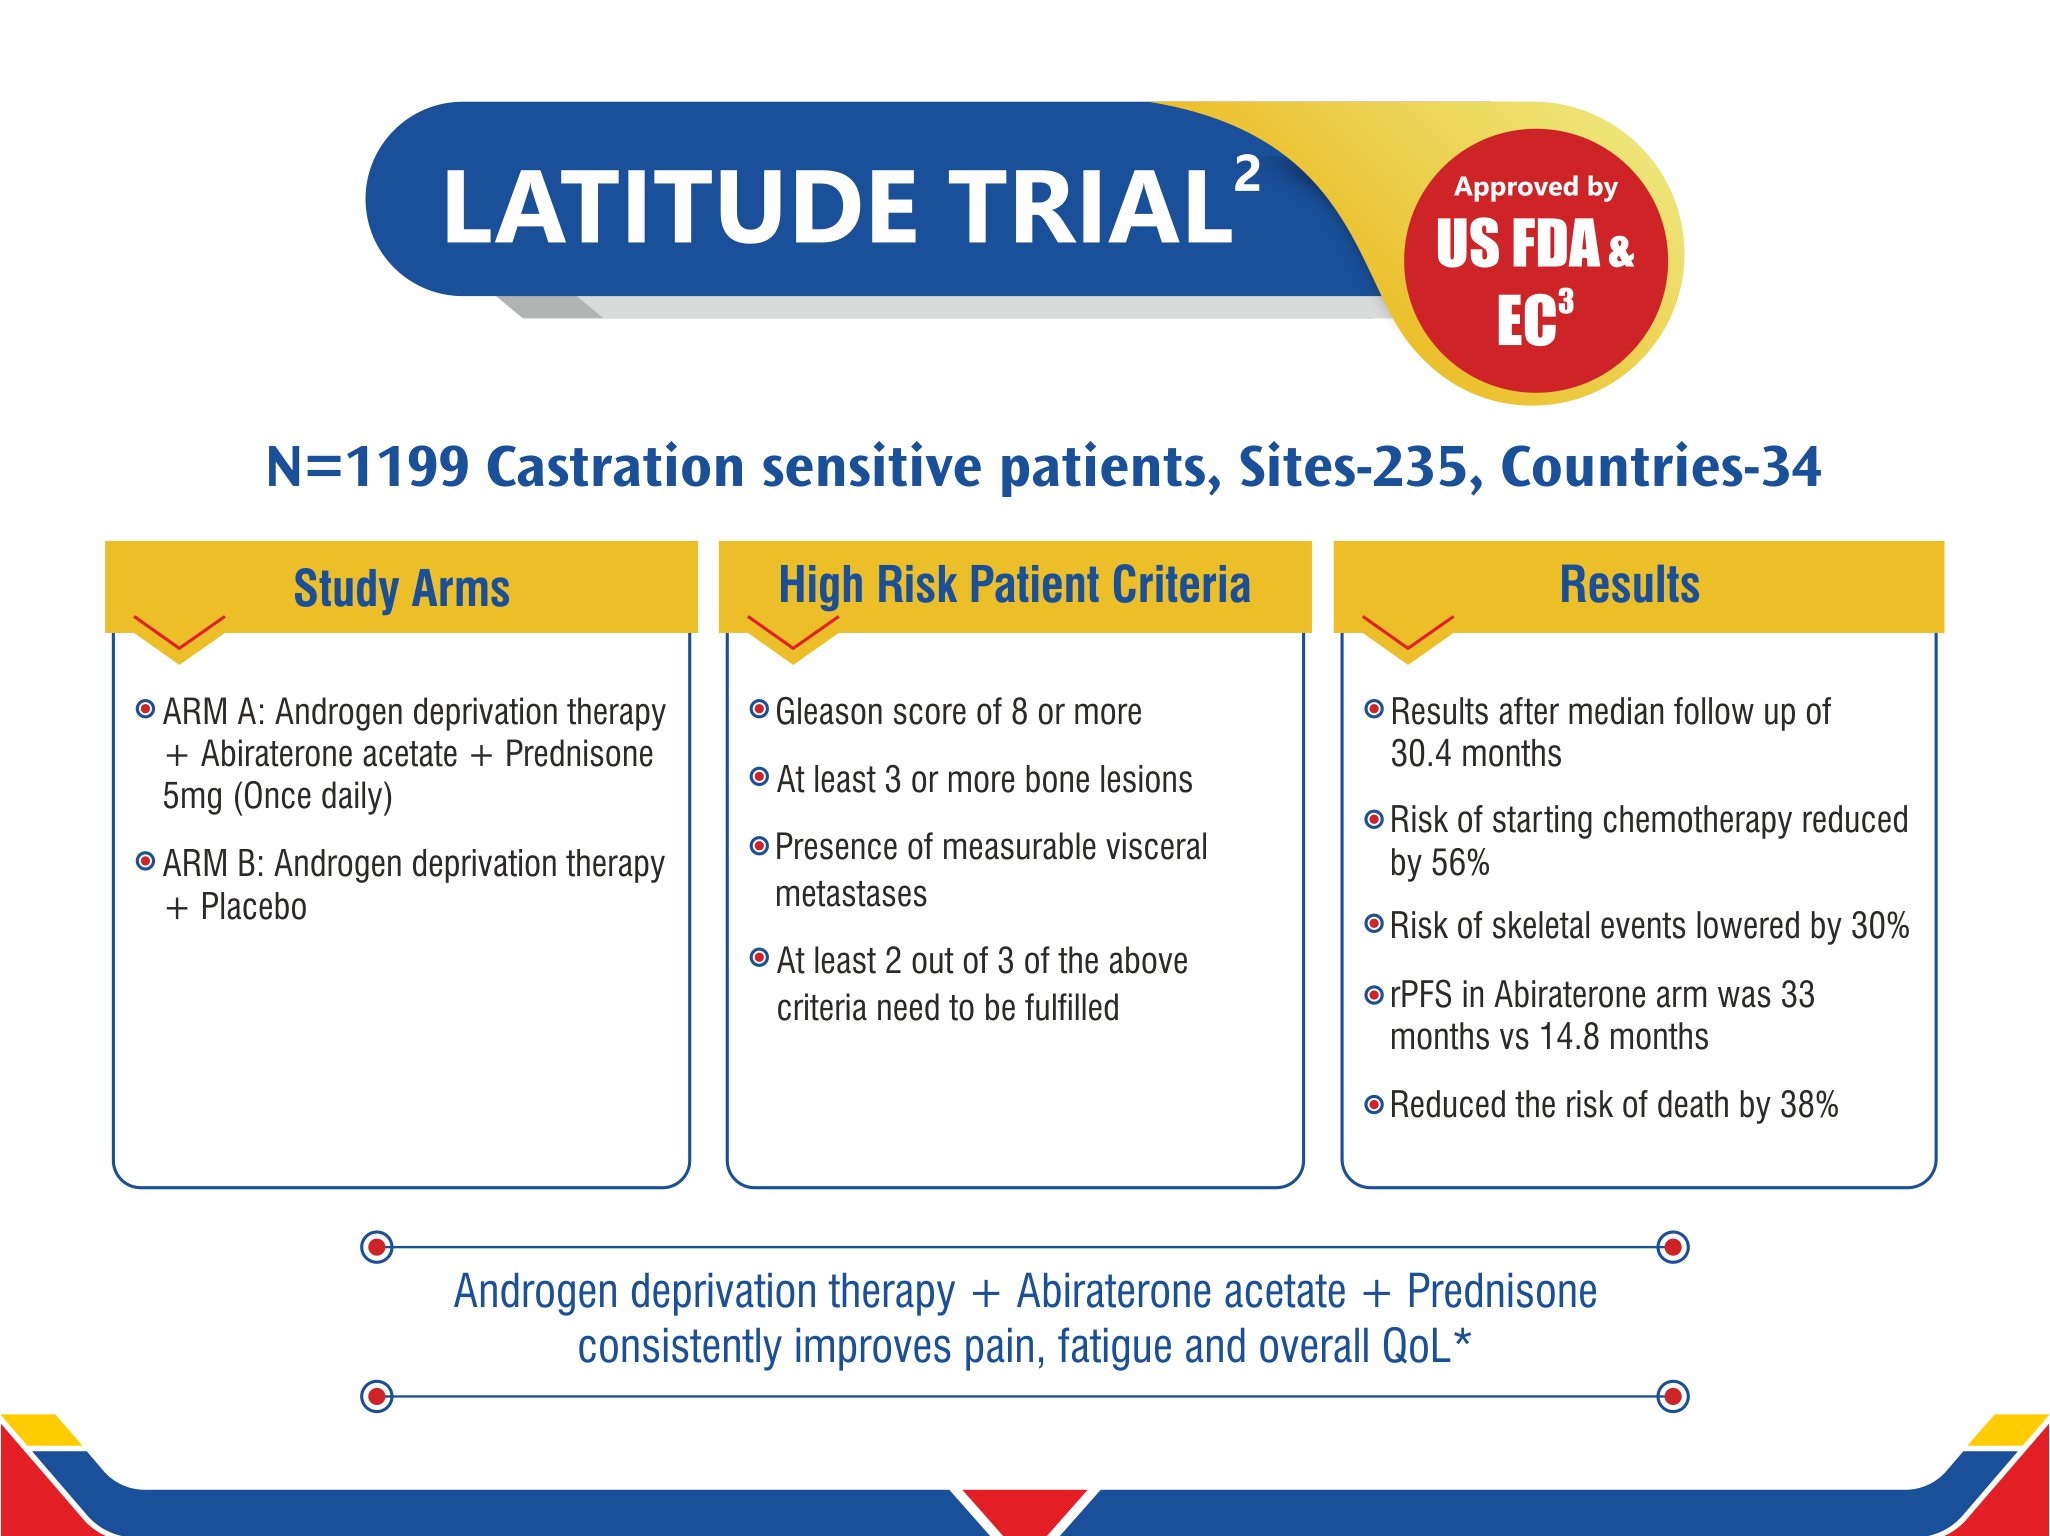 LATITUDE TRIAL²
Approved by
US FDA &
EC³
N=1199 Castration sensitive patients, Sites-235, Countries-34
Study Arms
ARM A: Androgen deprivation therapy
+ Abiraterone acetate + Prednisone
5mg (Once daily)
ARM B: Androgen deprivation therapy
+ Placebo
High Risk Patient Criteria
Gleason score of 8 or more
At least 3 or more bone lesions
Presence of measurable visceral
metastases
At least 2 out of 3 of the above
criteria need to be fulfilled
Results
Results after median follow up of
30.4 months
Risk of starting chemotherapy reduced
by 56%
Risk of skeletal events lowered by 30%
rPFS in Abiraterone arm was 33
months vs 14.8 months
Reduced the risk of death by 38%
Androgen deprivation therapy + Abiraterone acetate + Prednisone
consistently improves pain, fatigue and overall QoL*